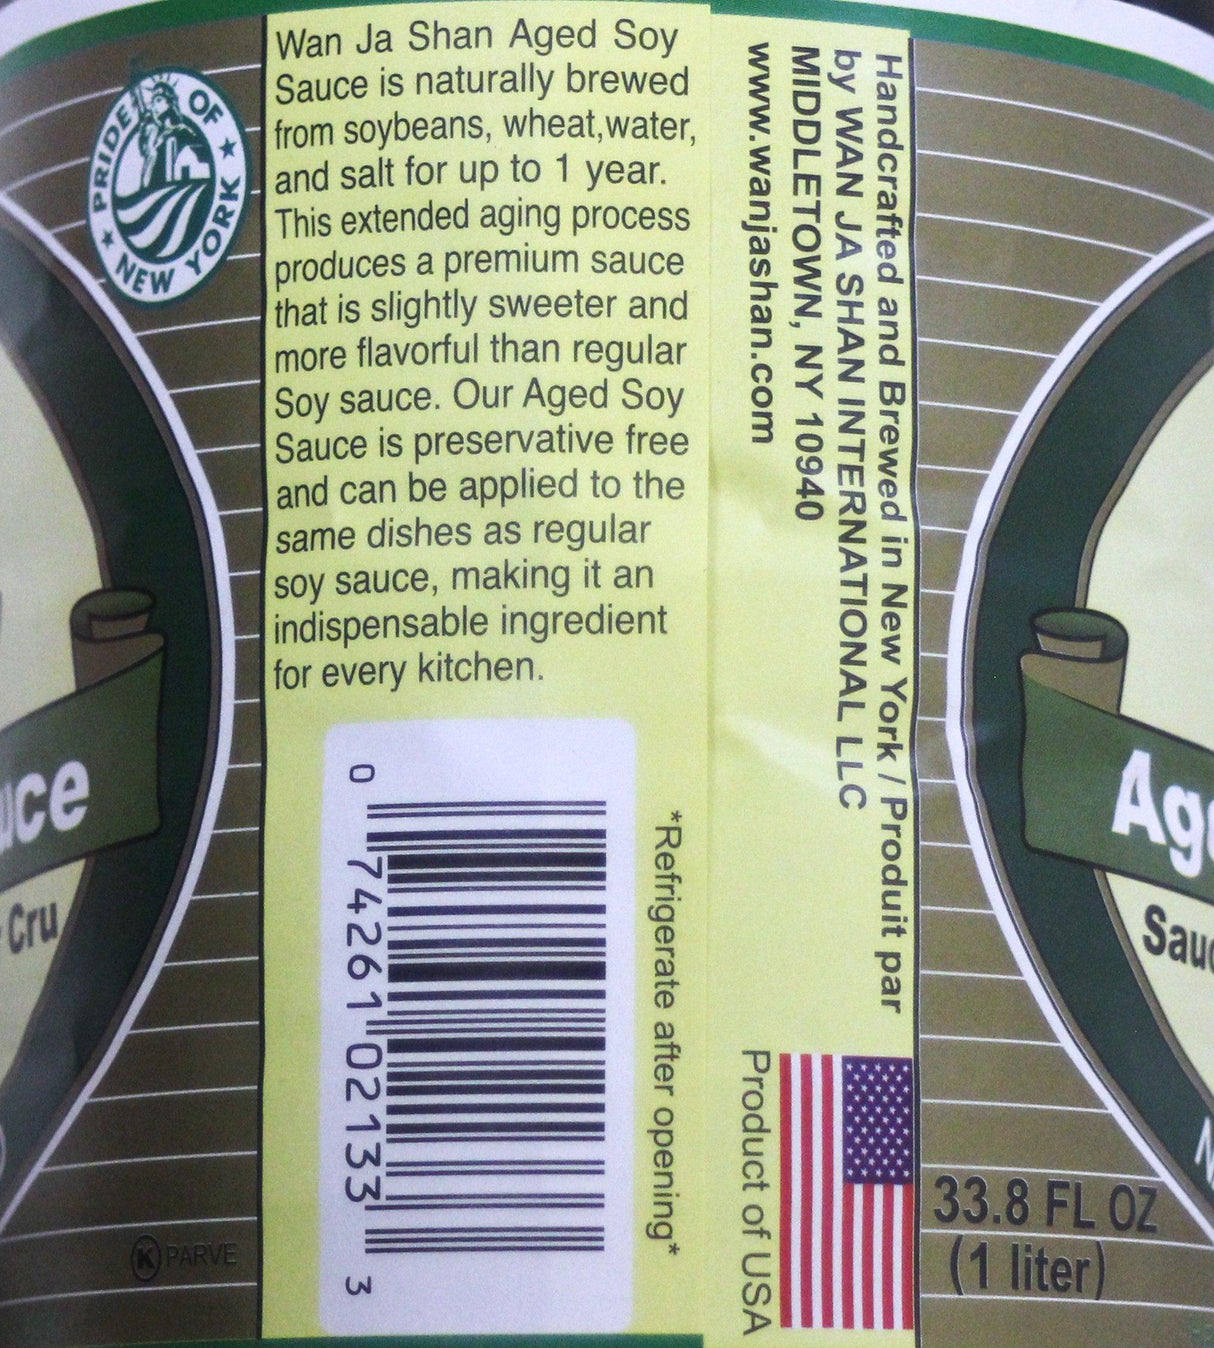 PRIDE OF NEW YORK
Wan Ja Shan Aged Soy
Sauce is naturally brewed
from soybeans, wheat,water,
and salt for up to 1 year.
This extended aging process
produces a premium sauce
that is slightly sweeter and
more flavorful than regular
Soy sauce. Our Aged Soy
Sauce is preservative free
and can be applied to the
same dishes as regular
soy sauce, making it an
indispensable ingredient
for every kitchen.
0 74261 02133 3
*Refrigerate after opening*
Handcrafted and Brewed in New York / Produit par
by WAN JA SHAN INTERNATIONAL LLC
MIDDLETOWN, NY 10940
www.wanjashan.com
Product of USA
Cru
K PARVE
33.8 FL OZ
(1 liter)